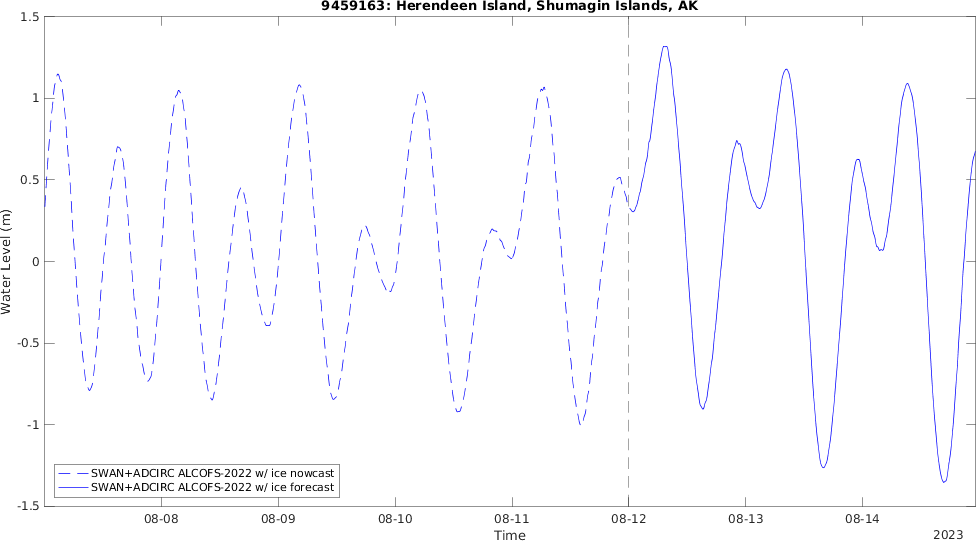 9459163: Herendeen Island, Shumagin Islands, AK
1.5
1
0.5
0
-0.5
-1
-1.5
Water Level (m)
SWAN+ADCIRC ALCOFS-2022 w/ ice nowcast
SWAN+ADCIRC ALCOFS-2022 w/ ice forecast
08-08 08-09 08-10 08-11 08-12 08-13 08-14
Time
2023